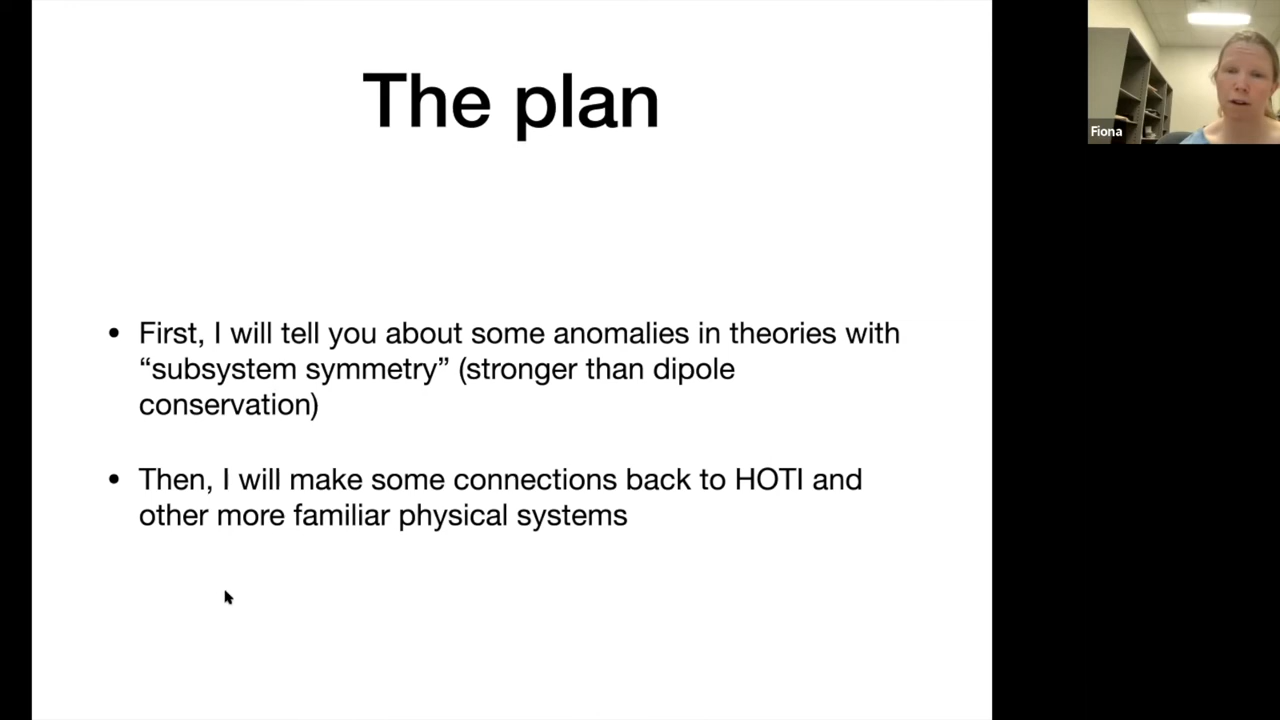 The plan
• First, I will tell you about some anomalies in theories with
“subsystem symmetry” (stronger than dipole
conservation)
• Then, I will make some connections back to HOTI and
other more familiar physical systems
Fiona